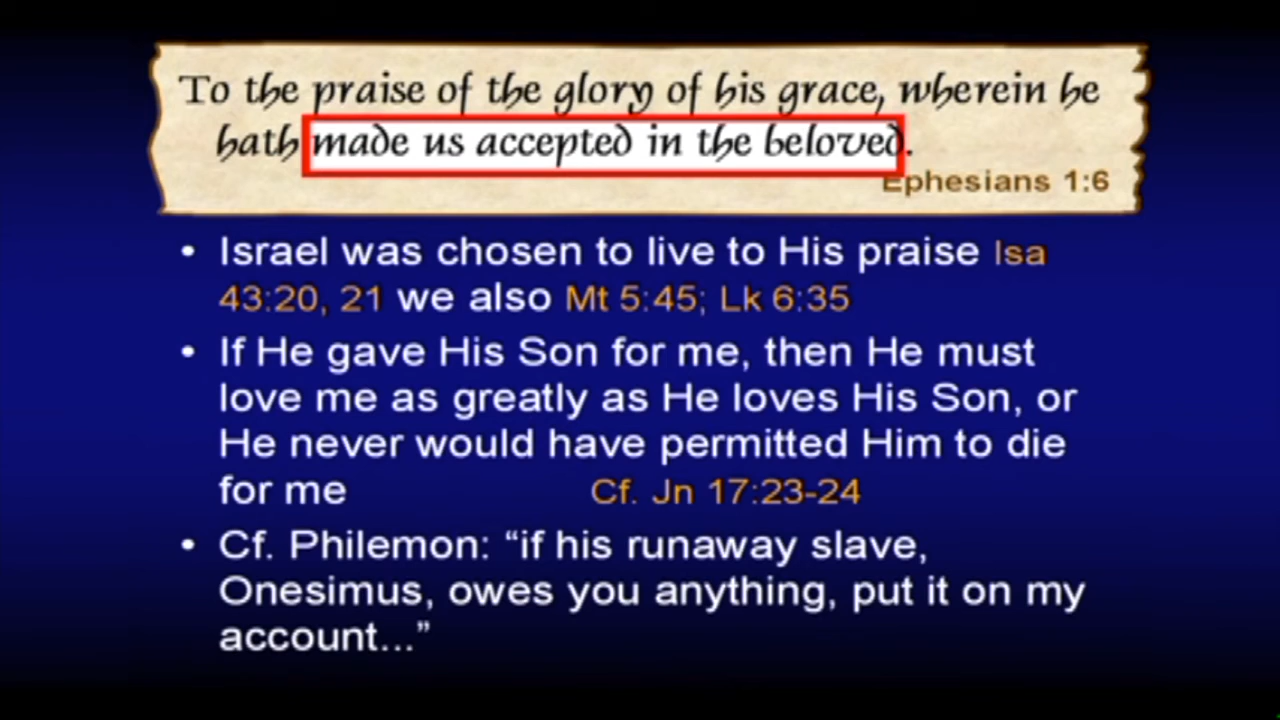 To the praise of the glory of his grace, wherein he
hath made us accepted in the beloved.
Ephesians 1:6
• Israel was chosen to live to His praise Isa
43:20, 21 we also Mt 5:45; Lk 6:35
• If He gave His Son for me, then He must
love me as greatly as He loves His Son, or
He never would have permitted Him to die
for me Cf. Jn 17:23-24
• Cf. Philemon: “if his runaway slave,
Onesimus, owes you anything, put it on my
account...”